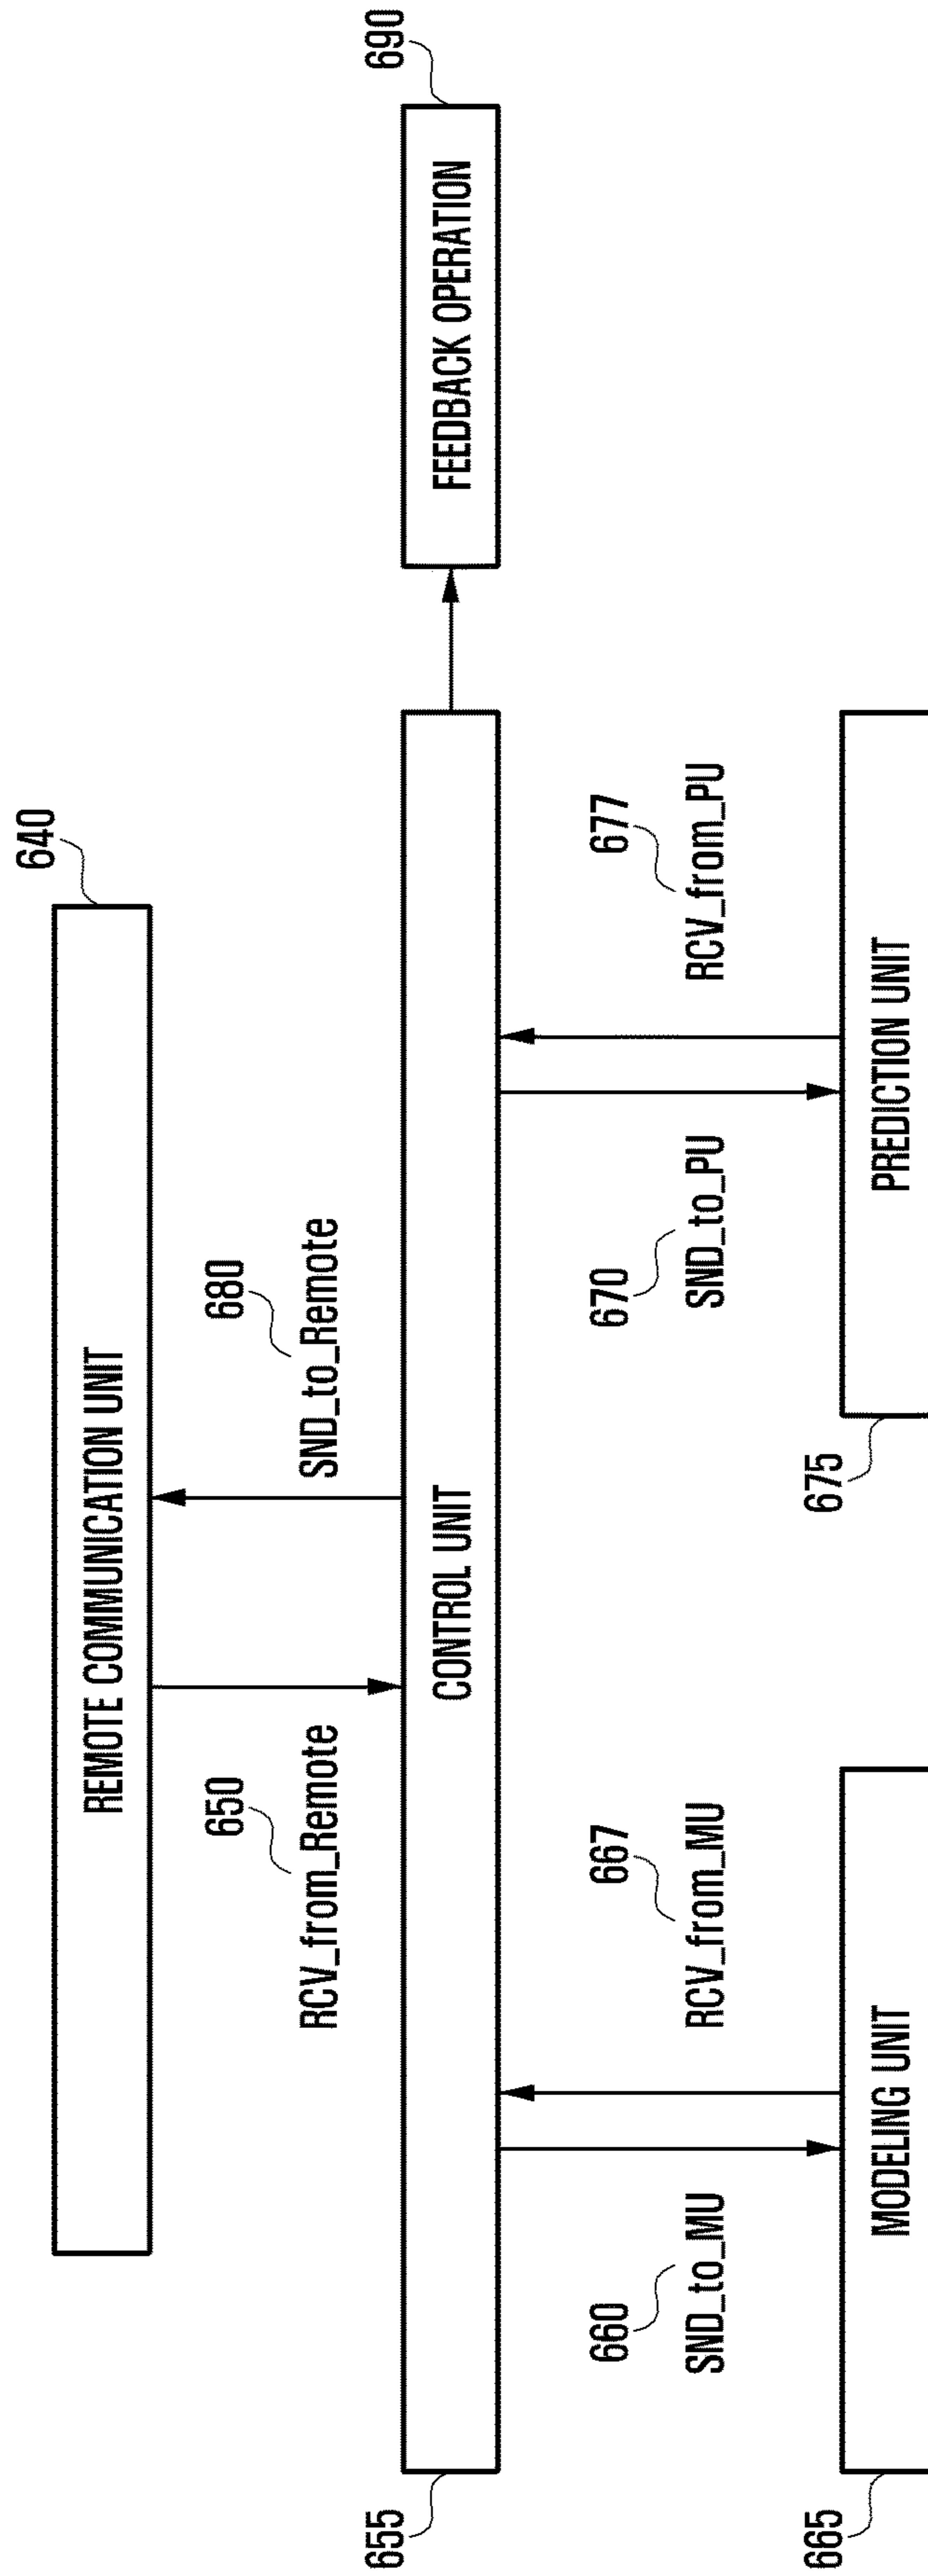 640
REMOTE COMMUNICATION UNIT
650
RCV_from_Remote
680
SND_to_Remote
655
CONTROL UNIT
690
FEEDBACK OPERATION
660
SND_to_MU
667
RCV_from_MU
670
SND_to_PU
677
RCV_from_PU
665
MODELING UNIT
675
PREDICTION UNIT